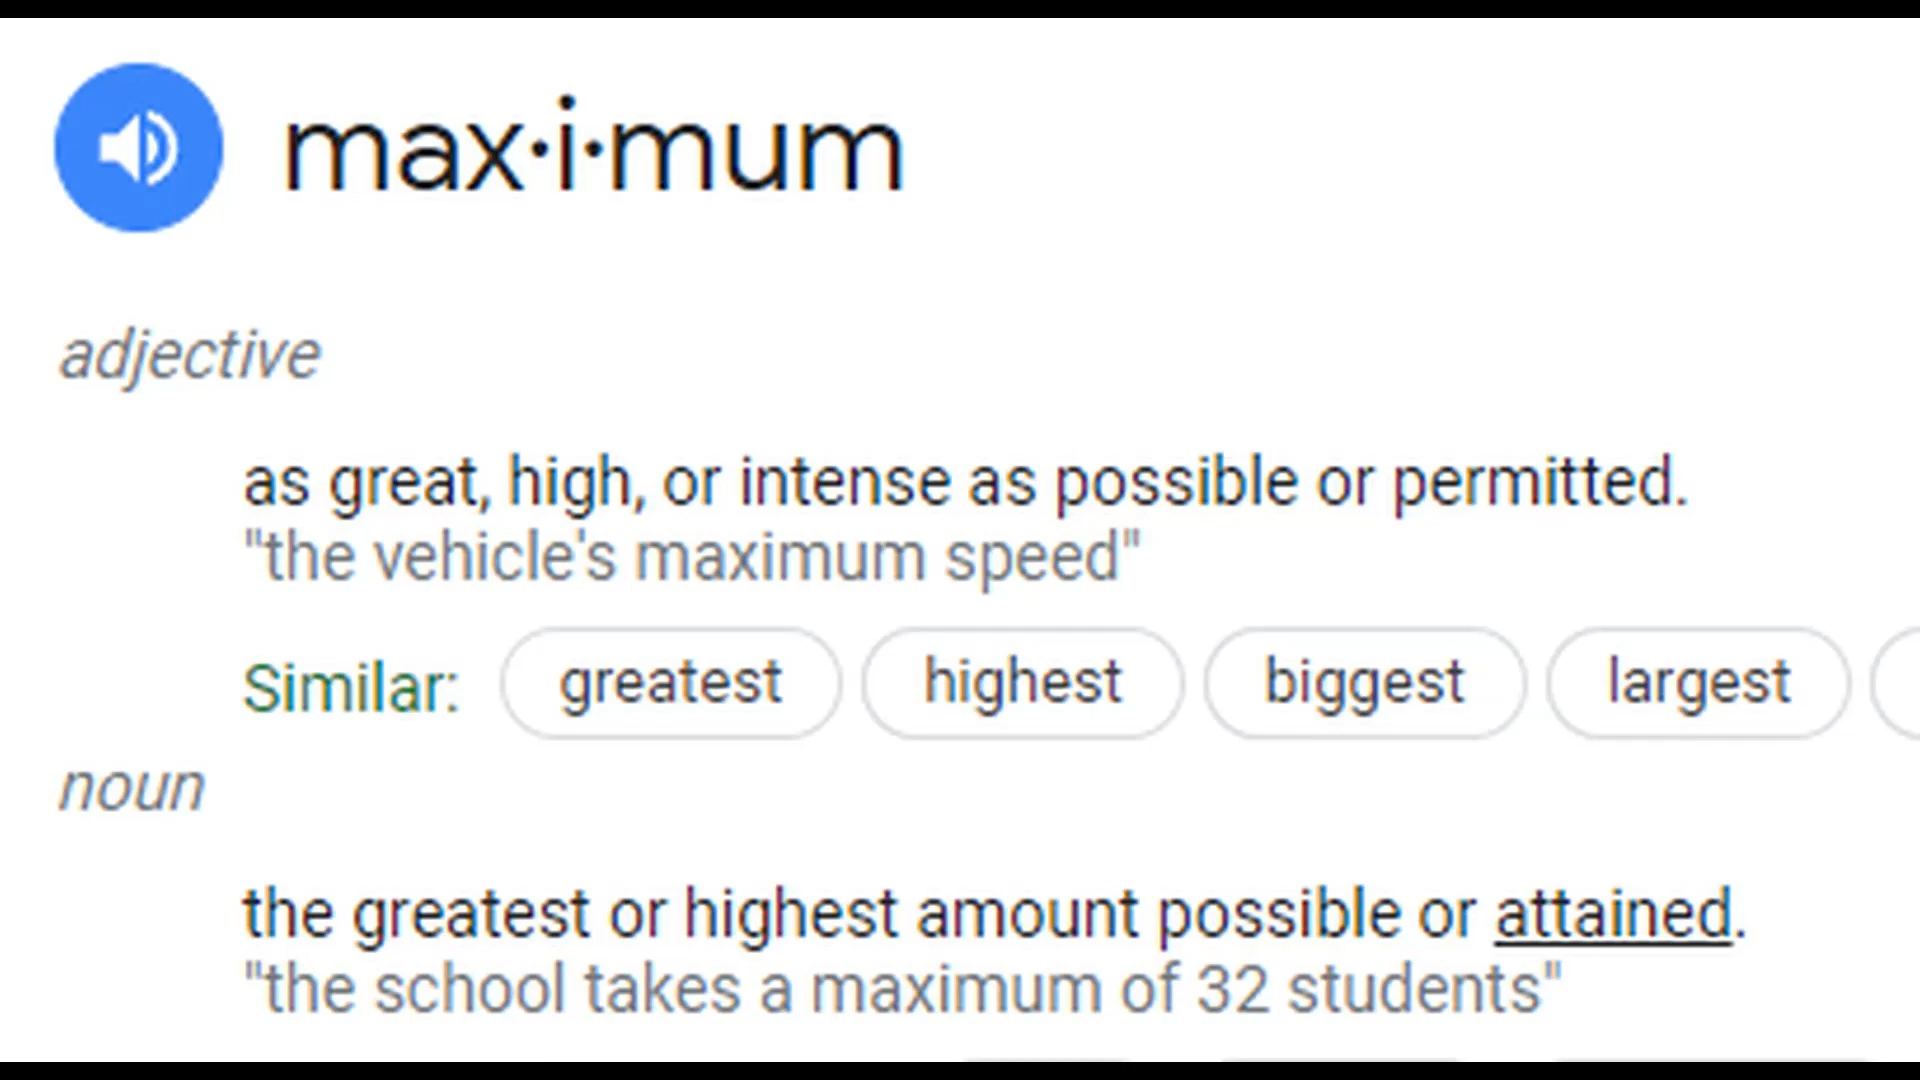 max·i·mum
adjective
as great, high, or intense as possible or permitted.
"the vehicle's maximum speed"
Similar: greatest highest biggest largest
noun
the greatest or highest amount possible or attained.
"the school takes a maximum of 32 students"